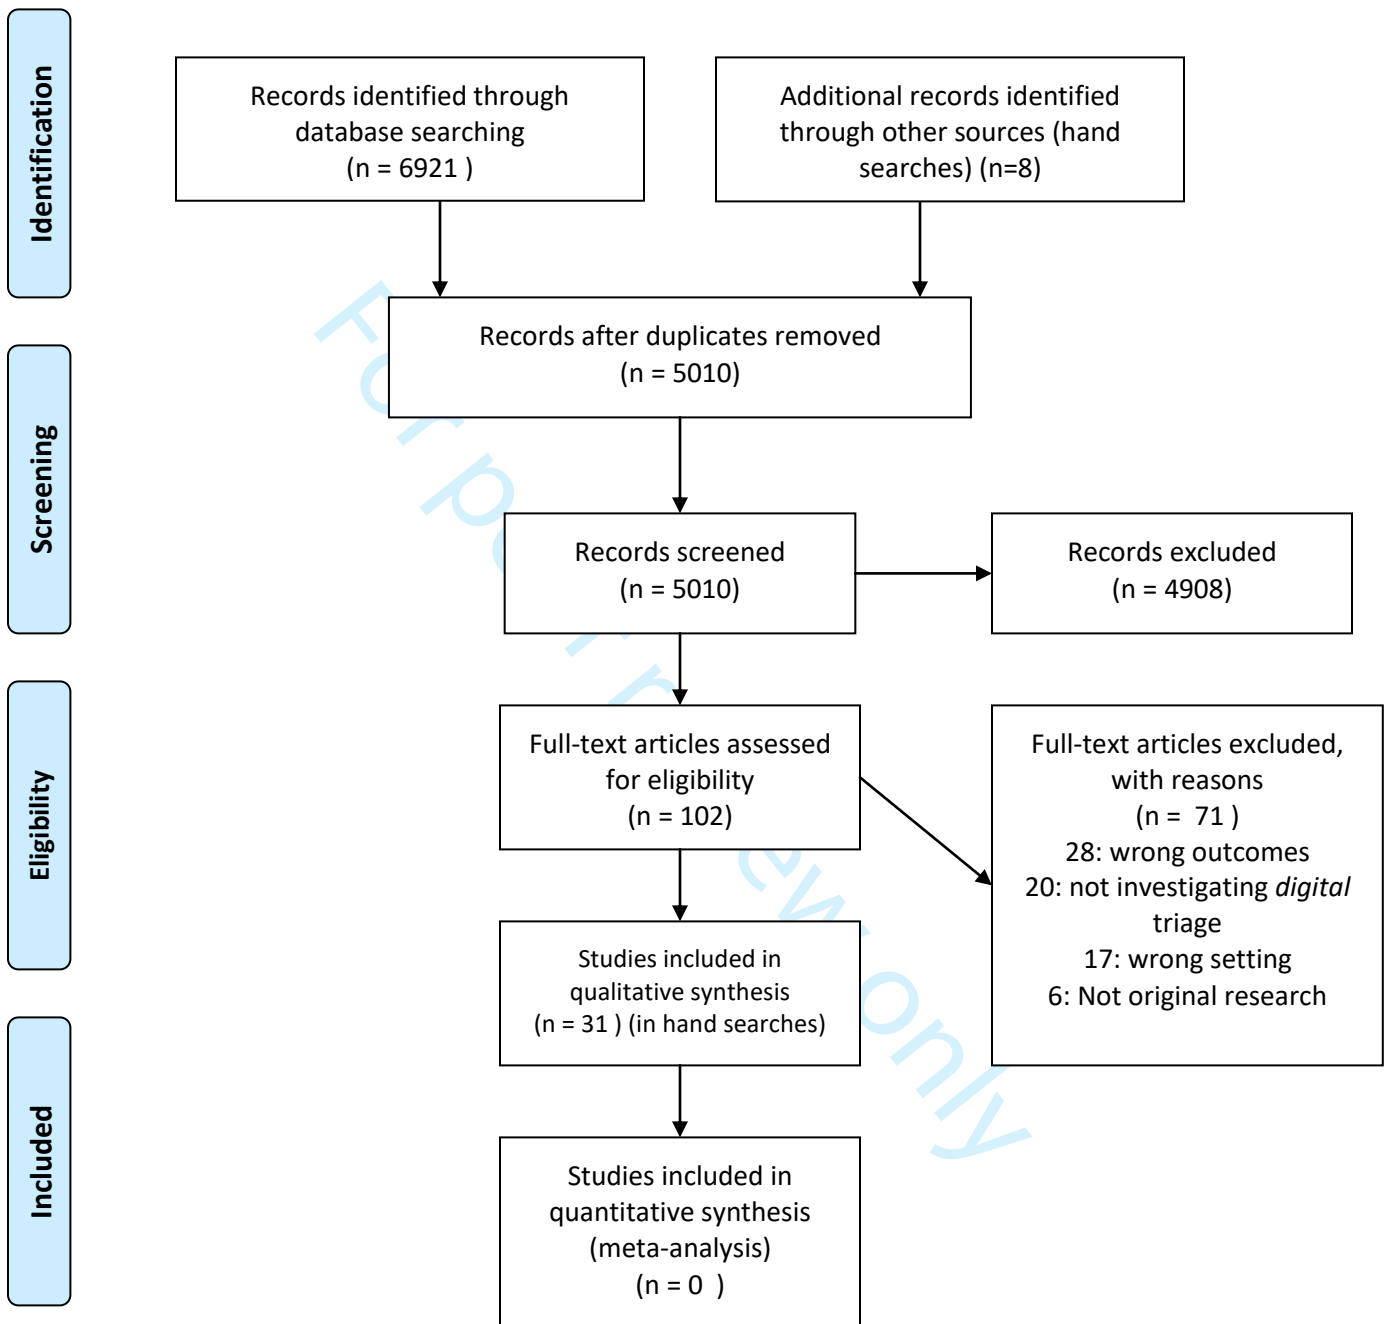 Identification
Records identified through
database searching
(n = 6921 )
Additional records identified
through other sources (hand
searches) (n=8)
Records after duplicates removed
(n = 5010)
Screening
Records screened
(n = 5010)
Records excluded
(n = 4908)
Eligibility
Full-text articles assessed
for eligibility
(n = 102)
Full-text articles excluded,
with reasons
(n = 71 )
28: wrong outcomes
20: not investigating digital
triage
17: wrong setting
6: Not original research
Studies included in
qualitative synthesis
(n = 31 ) (in hand searches)
Included
Studies included in
quantitative synthesis
(meta-analysis)
(n = 0 )
For peer review only